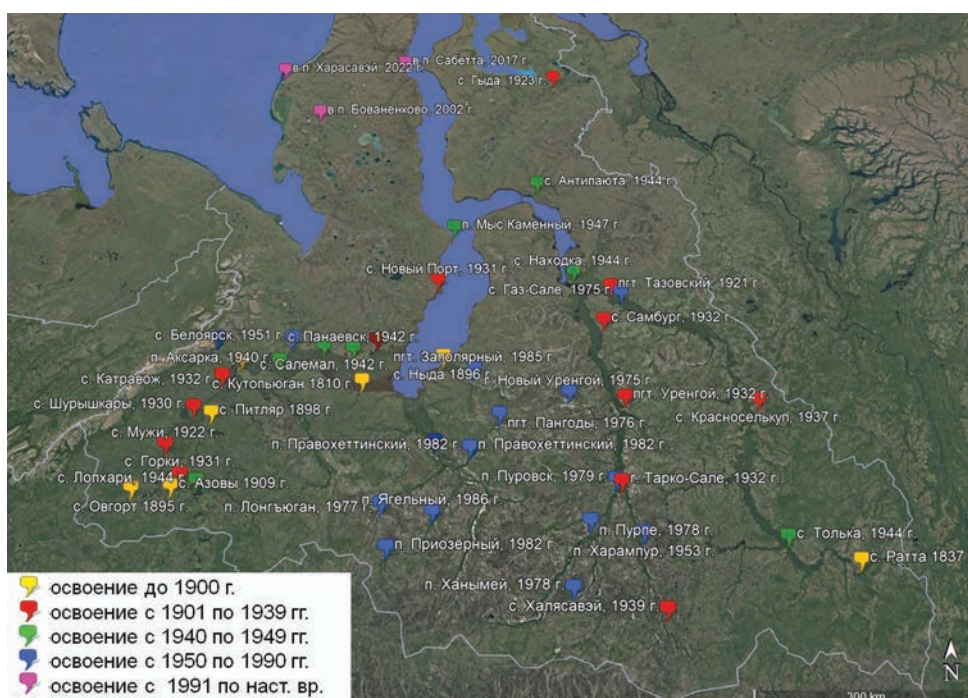 в.п. Харасавэй, 2022 г.
в.п. Сабетта, 2017 г.
с. Гыда, 1923 г.
в.п. Бованенково, 2002 г.
с. Антипаюта, 1944 г.
п. Мыс Каменный, 1947 г.
с. Новый Порт, 1931 г.
с. Находка, 1944 г.
с. Газ-Сале, 1975 г.
пгт. Тазовский, 1921 г.
с. Самбург, 1932 г.
с. Белоярск, 1951 г.
с. Панаевск, 1942 г.
п. Аксарка, 1940 г.
с. Салемал, 1942 г.
пгт. Заполярный, 1985 г.
с. Ныда 1896 г.
с. Катравож, 1932 г.
с. Кутопьюган 1810 г.
г. Новый Уренгой, 1975 г.
с. Шурышкары, 1930 г.
с. Питляр 1898 г.
пгт. Уренгой, 1932 г.
с. Красноселькуп, 1937 г.
пгт. Пангоды, 1976 г.
с. Мужи, 1922 г.
п. Правохеттинский, 1982 г.
п. Правохеттинский, 1982 г.
с. Горки, 1931 г.
с. Лопхари, 1944 г.
с. Азовы 1909 г.
п. Пуровск, 1979 г.
г. Тарко-Сале, 1932 г.
с. Овгорт 1895 г.
п. Лонгъюган, 1977 г.
п. Ягельный, 1986 г.
п. Приозерный, 1982 г.
п. Пурпе, 1978 г.
п. Харампур, 1953 г.
с. Толька, 1944 г.
с. Ратта 1837
п. Ханымей, 1978 г.
с. Халясавэй, 1939 г.
освоение до 1900 г.
освоение с 1901 по 1939 гг.
освоение с 1940 по 1949 гг.
освоение с 1950 по 1990 гг.
освоение с 1991 по наст. вр.
N
300 km